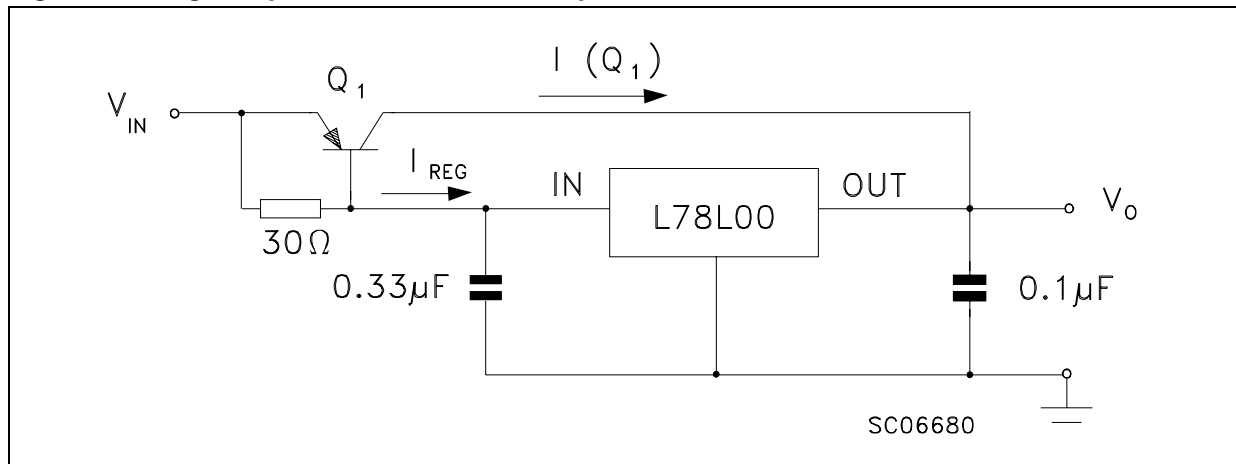 I (Q1)
Q1
VIN
IREG
IN
OUT
L78L00
VO
30Ω
0.33µF
0.1µF
SC06680